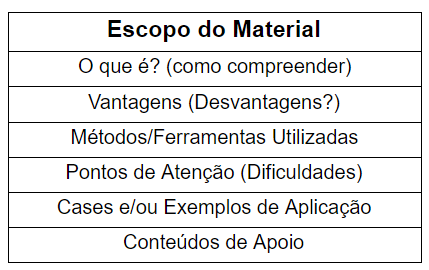 Escopo do Material
O que é? (como compreender)
Vantagens (Desvantagens?)
Métodos/Ferramentas Utilizadas
Pontos de Atenção (Dificuldades)
Cases e/ou Exemplos de Aplicação
Conteúdos de Apoio